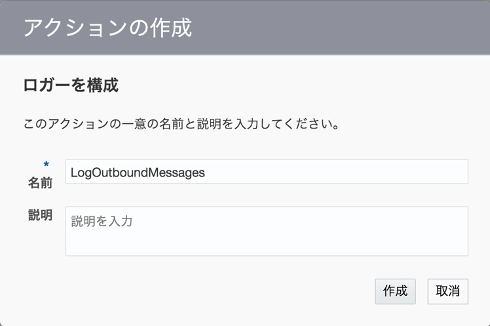 アクションの作成
ロガーを構成
このアクションの一意の名前と説明を入力してください。
*
名前 LogOutboundMessages
説明 説明を入力
作成 取消